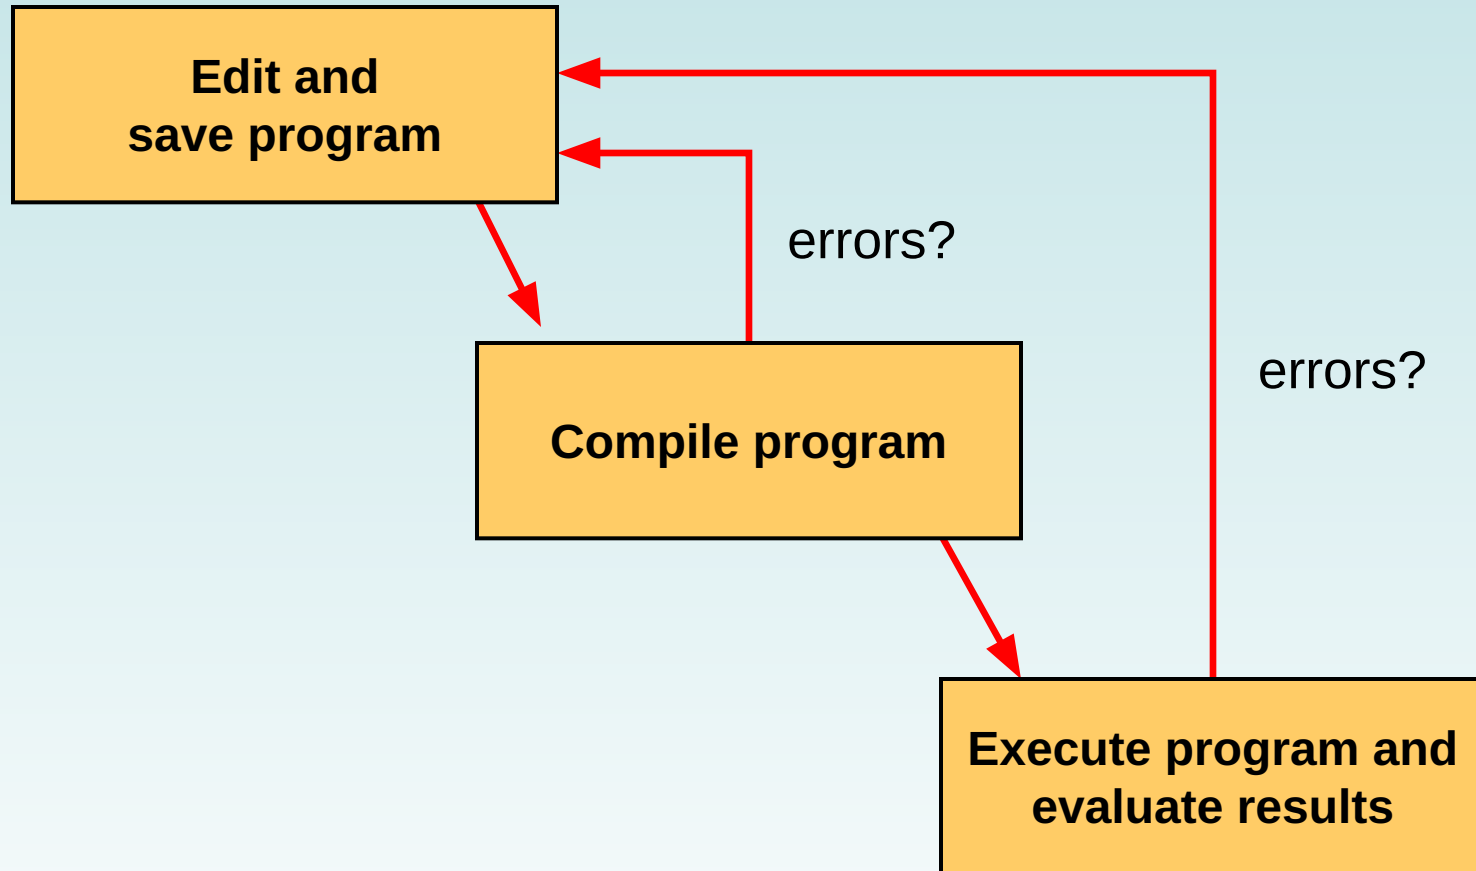 Edit and
save program
errors?
errors?
Compile program
Execute program and
evaluate results